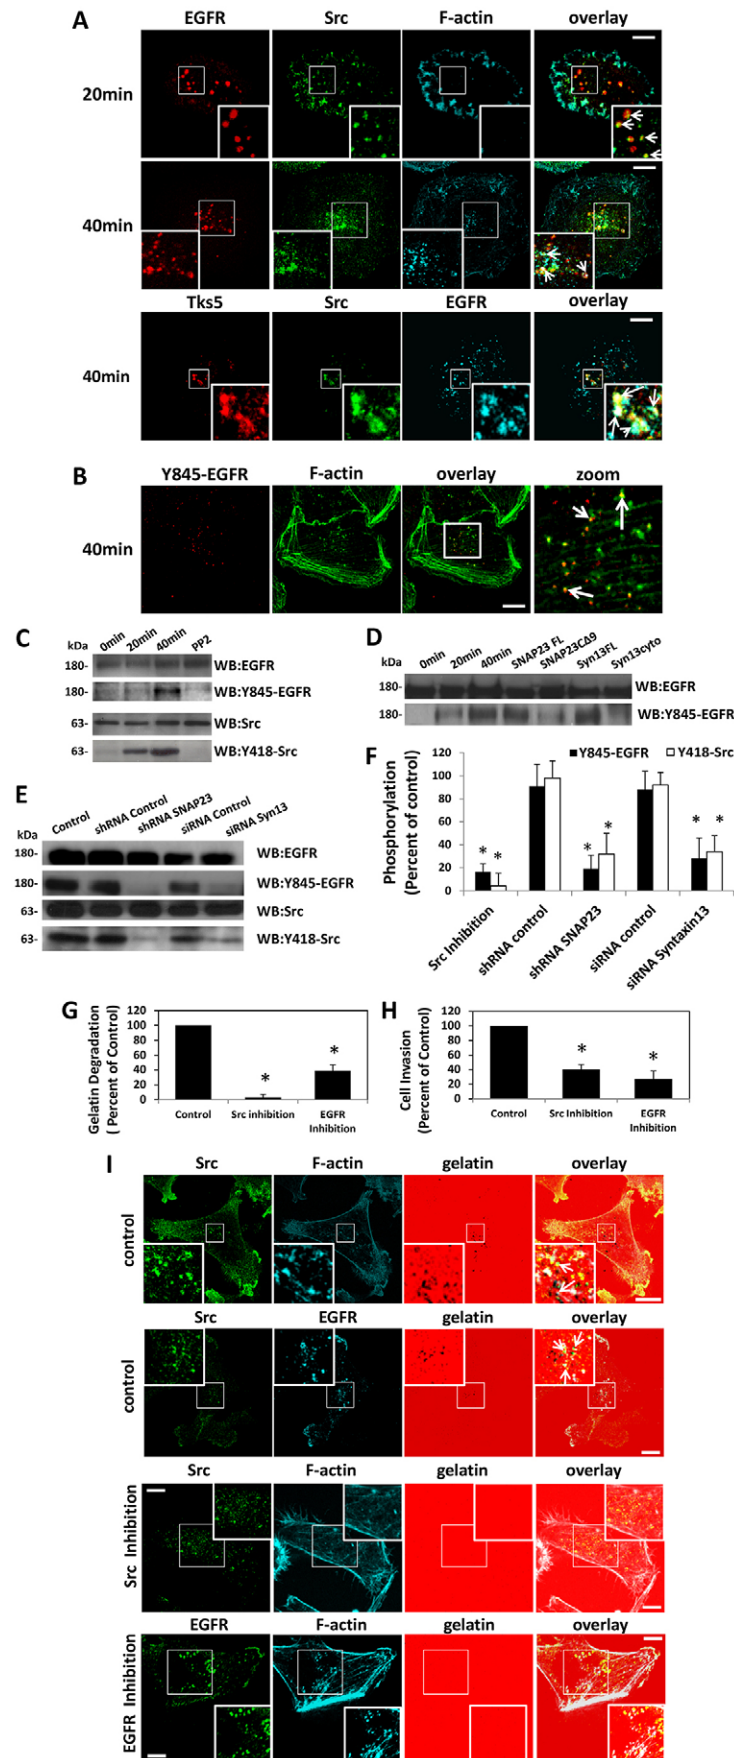 A
EGFR Src F-actin overlay
20min
40min
Tks5 Src EGFR overlay
40min
B
Y845-EGFR F-actin overlay zoom
40min
C
kDa 0min 20min 40min PP2
180- WB:EGFR
180- WB:Y845-EGFR
63- WB:Src
63- WB:Y418-Src
D
kDa 0min 20min 40min SNAP23 FL SNAP23CΔ9 Syn13FL Syn13cyto
180- WB:EGFR
180- WB:Y845-EGFR
E
kDa Control shRNA Control shRNA SNAP23 siRNA Control siRNA Syn13
180- WB:EGFR
180- WB:Y845-EGFR
63- WB:Src
63- WB:Y418-Src
F
Y845-EGFR Y418-Src
Phosphorylation
(Percent of control)
120
100
80
60
40
20
0
* * * * * *
Src Inhibition shRNA control shRNA SNAP23 siRNA control siRNA Syntaxin13
G
Gelatin Degradation
( Percent of Control)
120
100
80
60
40
20
0
* *
Control Src inhibition EGFR
Inhibition
H
Cell Invasion
(Percent of Control)
120
100
80
60
40
20
0
* *
Control Src Inhibition EGFR
Inhibition
I
Src F-actin gelatin overlay
control
Src EGFR gelatin overlay
control
Src F-actin gelatin overlay
Src Inhibition
EGFR F-actin gelatin overlay
EGFR Inhibition